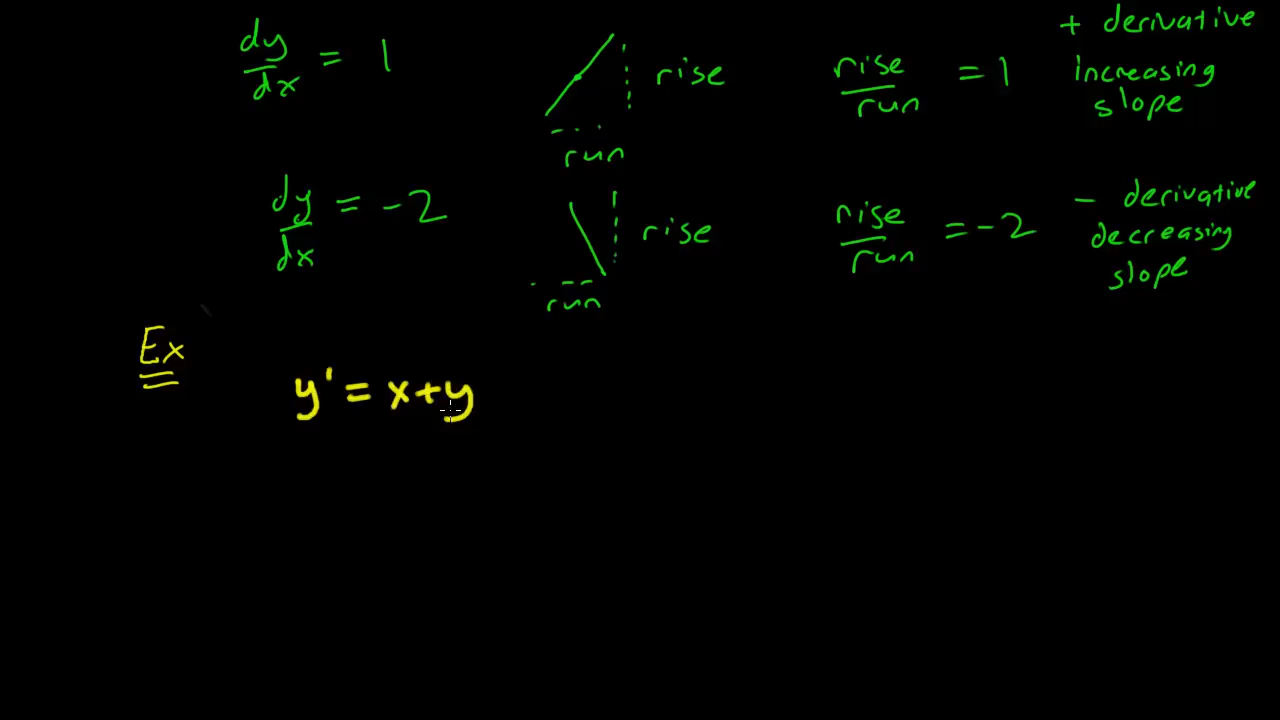 dy/dx = 1
rise
run
rise/run = 1
+ derivative
increasing
slope
dy/dx = -2
rise
run
rise/run = -2
- derivative
decreasing
slope
Ex
y' = x+y